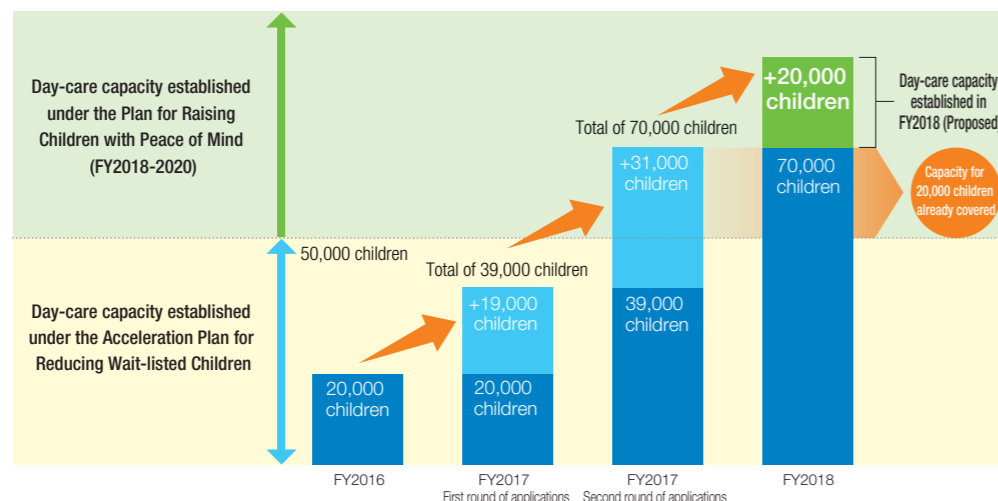 Day-care capacity established
under the Plan for Raising
Children with Peace of Mind
(FY2018-2020)
Day-care capacity established
under the Acceleration Plan for
Reducing Wait-listed Children
50,000 children
20,000
children
FY2016
Total of 39,000 children
+19,000
children
20,000
children
FY2017
First round of applications
Total of 70,000 children
+31,000
children
39,000
children
FY2017
Second round of applications
+20,000
children
70,000
children
FY2018
Day-care capacity
established in
FY2018 (Proposed)
Capacity for
20,000 children
already covered